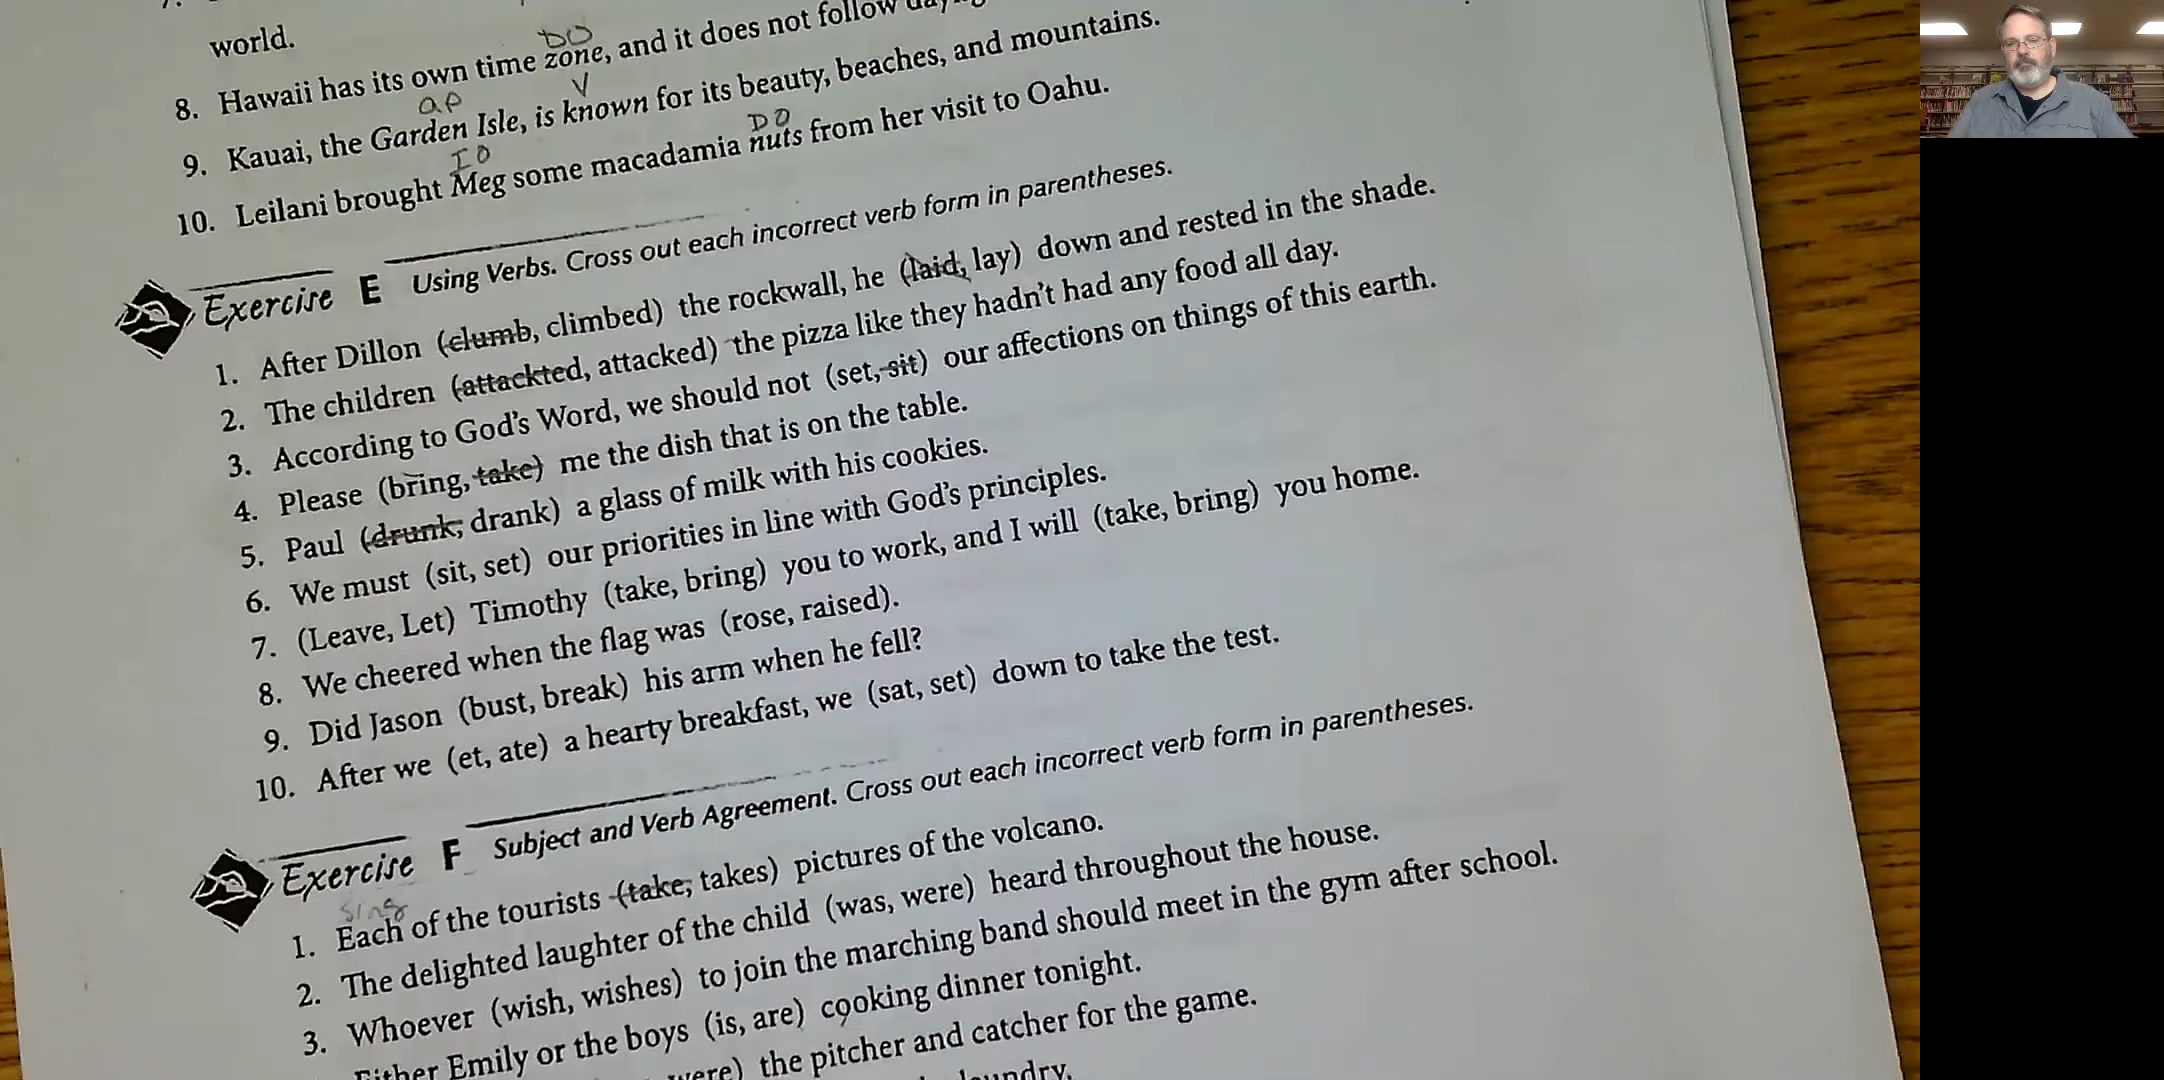 world.
DO
8. Hawaii has its own time zone, and it does not follow
ap V
9. Kauai, the Garden Isle, is known for its beauty, beaches, and mountains.
IO DO
10. Leilani brought Meg some macadamia nuts from her visit to Oahu.
Exercise E Using Verbs. Cross out each incorrect verb form in parentheses.
1. After Dillon (clumb, climbed) the rockwall, he (laid, lay) down and rested in the shade.
2. The children (attackted, attacked) the pizza like they hadn't had any food all day.
3. According to God's Word, we should not (set, sit) our affections on things of this earth.
4. Please (bring, take) me the dish that is on the table.
5. Paul (drunk, drank) a glass of milk with his cookies.
6. We must (sit, set) our priorities in line with God's principles.
7. (Leave, Let) Timothy (take, bring) you to work, and I will (take, bring) you home.
8. We cheered when the flag was (rose, raised).
9. Did Jason (bust, break) his arm when he fell?
10. After we (et, ate) a hearty breakfast, we (sat, set) down to take the test.
Exercise F Subject and Verb Agreement. Cross out each incorrect verb form in parentheses.
sing
1. Each of the tourists (take, takes) pictures of the volcano.
2. The delighted laughter of the child (was, were) heard throughout the house.
3. Whoever (wish, wishes) to join the marching band should meet in the gym after school.
Either Emily or the boys (is, are) cooking dinner tonight.
were) the pitcher and catcher for the game.
laundry.